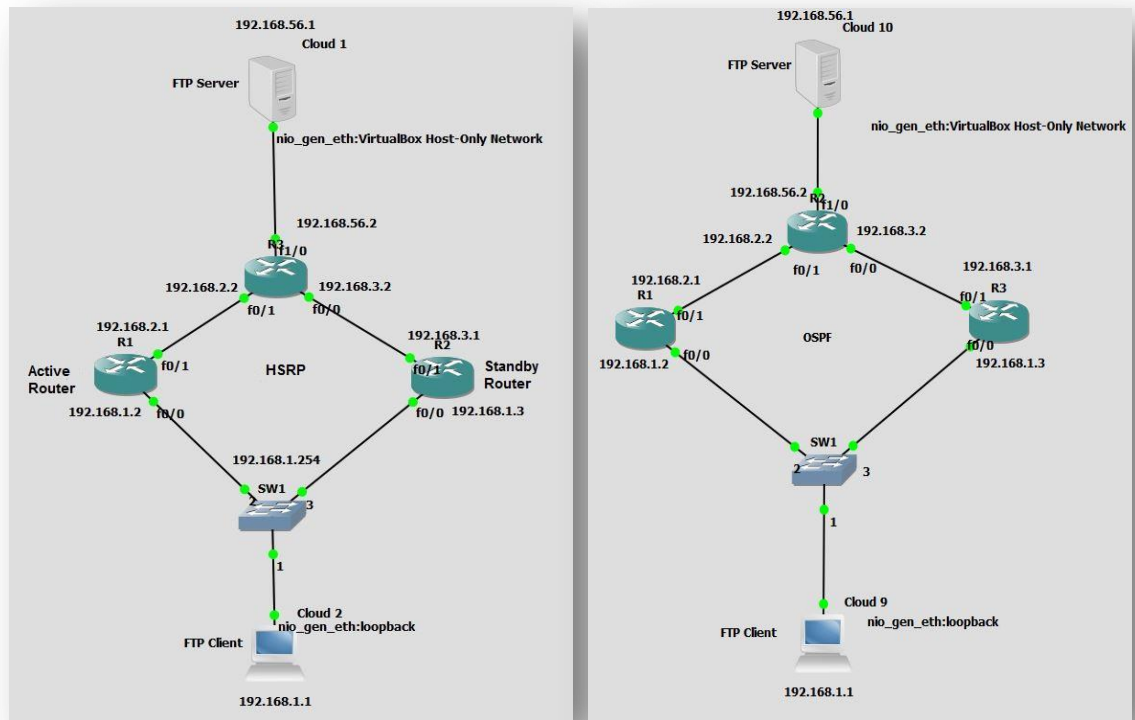 192.168.56.1
Cloud 1
FTP Server
nio_gen_eth:VirtualBox Host-Only Network
192.168.56.2
R3
f1/0
192.168.2.2
192.168.3.2
f0/1
f0/0
192.168.2.1
R1
f0/1
192.168.3.1
R2
f0/1
Active
Router
HSRP
Standby
Router
192.168.1.2
f0/0
f0/0
192.168.1.3
192.168.1.254
SW1
2
3
1
Cloud 2
nio_gen_eth:loopback
FTP Client
192.168.1.1
192.168.56.1
Cloud 10
FTP Server
nio_gen_eth:VirtualBox Host-Only Network
192.168.56.2
R2
f1/0
192.168.2.2
192.168.3.2
f0/1
f0/0
192.168.2.1
R1
f0/1
192.168.3.1
R3
f0/1
OSPF
192.168.1.2
f0/0
f0/0
192.168.1.3
SW1
2
3
1
Cloud 9
nio_gen_eth:loopback
FTP Client
192.168.1.1